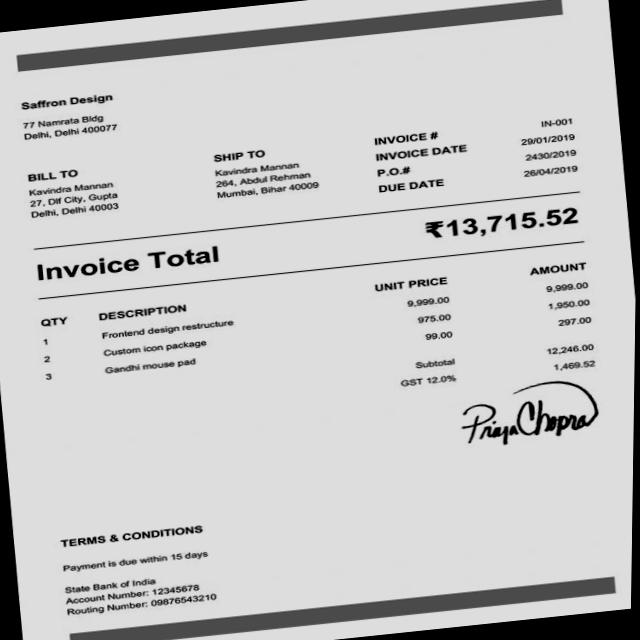 Saffron Design
77 Namrata Bldg
Delhi, Delhi 400077
BILL TO
Kavindra Mannan
27, Dlf City, Gupta
Delhi, Delhi 40003
SHIP TO
Kavindra Mannan
264, Abdul Rehman
Mumbai, Bihar 40009
INVOICE # IN-001
INVOICE DATE 29/01/2019
P.O.# 2430/2019
DUE DATE 26/04/2019
Invoice Total ₹13,715.52
QTY DESCRIPTION UNIT PRICE AMOUNT
1 Frontend design restructure 9,999.00 9,999.00
2 Custom icon package 975.00 1,950.00
3 Gandhi mouse pad 99.00 297.00
Subtotal 12,246.00
GST 12.0% 1,469.52
Priya Chopra
TERMS & CONDITIONS
Payment is due within 15 days
State Bank of India
Account Number: 12345678
Routing Number: 09876543210